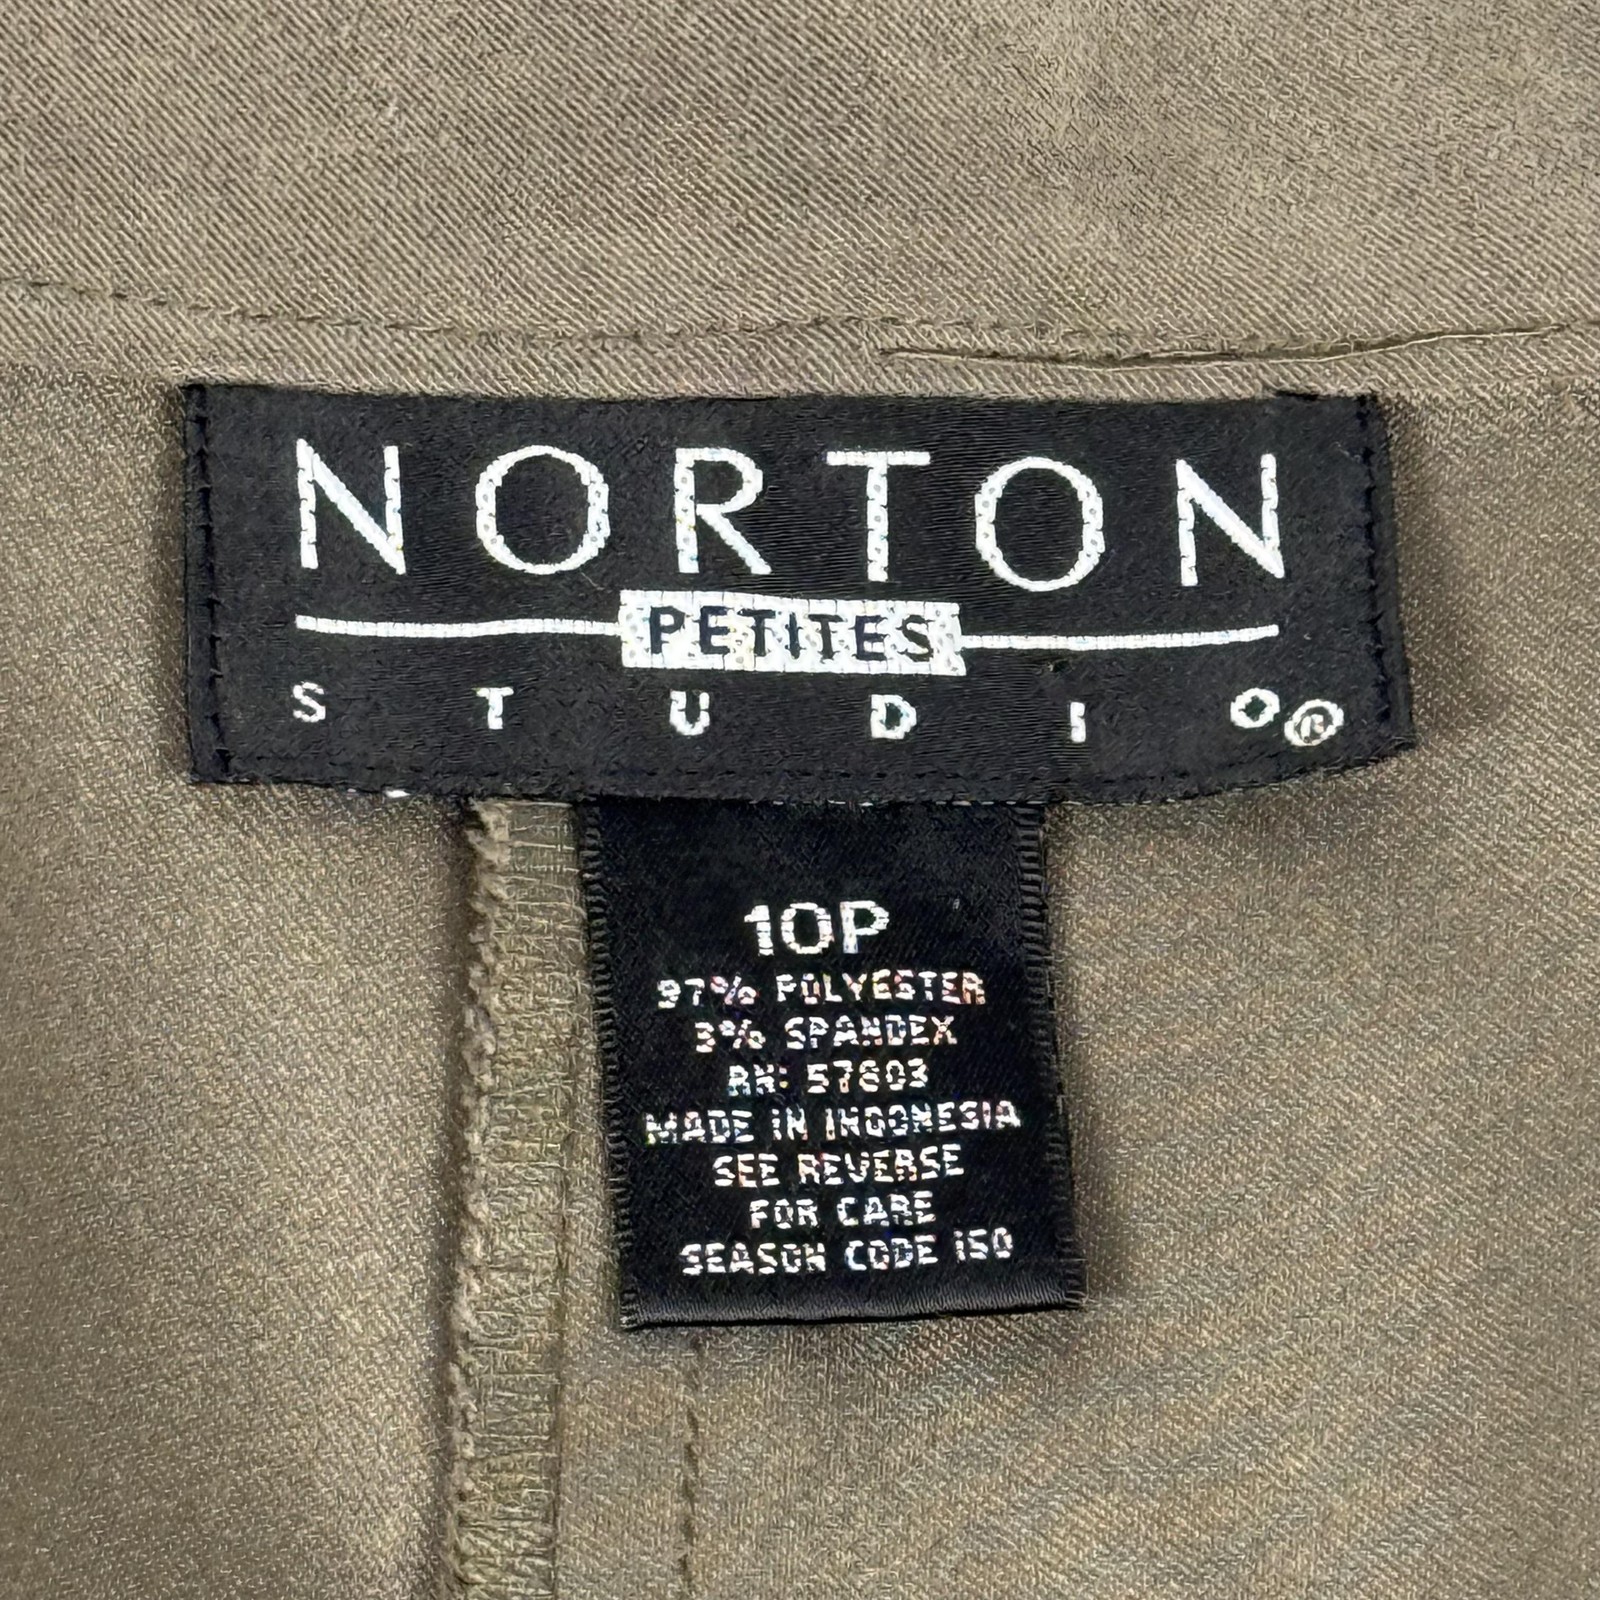 NORTON
PETITES
STUDIO®
10P
97% POLYESTER
3% SPANDEX
RN: 57603
MADE IN INDONESIA
SEE REVERSE
FOR CARE
SEASON CODE 150